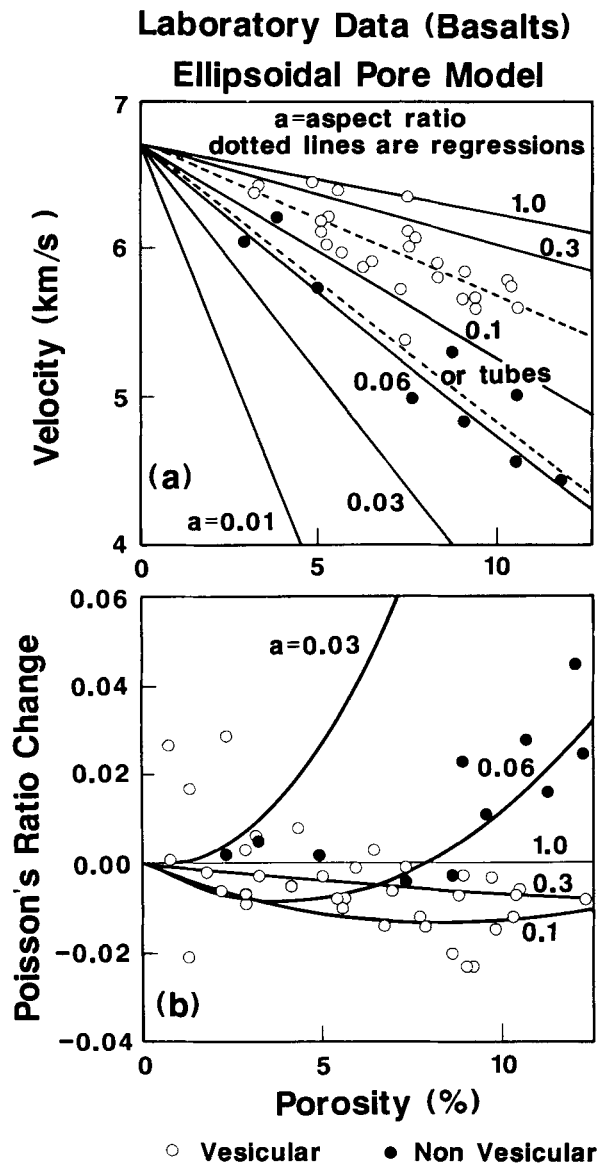 Laboratory Data (Basalts)
Ellipsoidal Pore Model
a=aspect ratio
dotted lines are regressions
1.0
0.3
0.1
or tubes
0.06
0.03
a=0.01
(a)
7
6
5
4
Velocity (km/s)
0
5
10
a=0.03
0.06
1.0
0.3
0.1
(b)
0.06
0.04
0.02
0.00
-0.02
-0.04
Poisson's Ratio Change
0
5
10
Porosity (%)
Vesicular
Non Vesicular